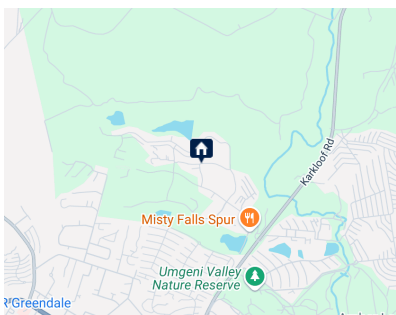 Karkloof Rd
Misty Falls Spur
Umgeni Valley
Nature Reserve
Greendale